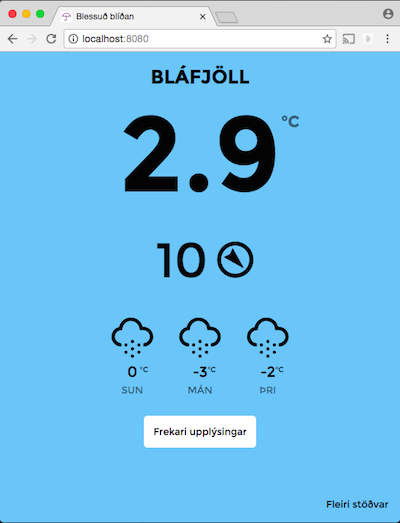 Blessuð blíðan
localhost:8080
BLÁFJÖLL
2.9 °C
10
0 °C -3 °C -2 °C
SUN MÁN ÞRI
Frekari upplýsingar
Fleiri stöðvar